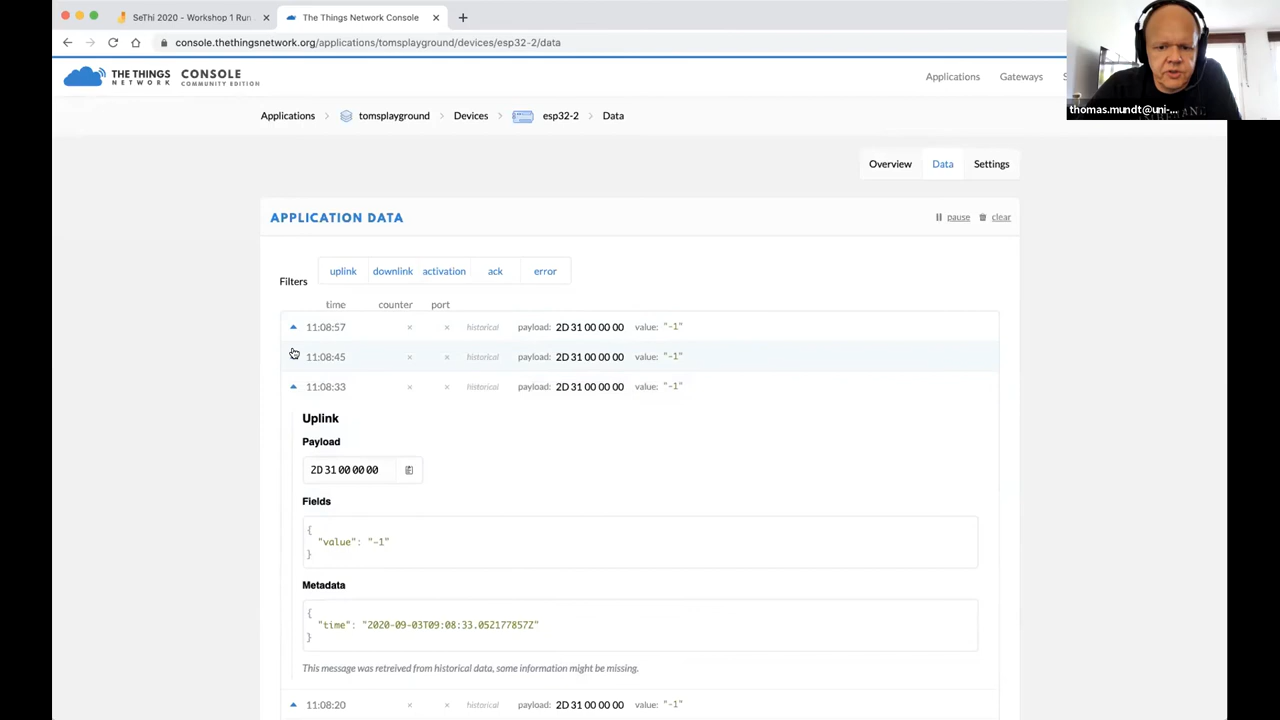 SeThi 2020 - Workshop 1 Run
The Things Network Console
console.thethingsnetwork.org/applications/tomsplayground/devices/esp32-2/data
THE THINGS NETWORK CONSOLE COMMUNITY EDITION
Applications Gateways
thomas.mundt@uni-...
Applications tomsplayground Devices esp32-2 Data
Overview Data Settings
APPLICATION DATA pause clear
Filters uplink downlink activation ack error
time counter port
11:08:57 historical payload: 2D 31 00 00 00 value: "-1"
11:08:45 historical payload: 2D 31 00 00 00 value: "-1"
11:08:33 historical payload: 2D 31 00 00 00 value: "-1"
Uplink
Payload
2D 31 00 00 00
Fields
{
"value": "-1"
}
Metadata
{
"time": "2020-09-03T09:08:33.052177857Z"
}
This message was retreived from historical data, some information might be missing.
11:08:20 historical payload: 2D 31 00 00 00 value: "-1"